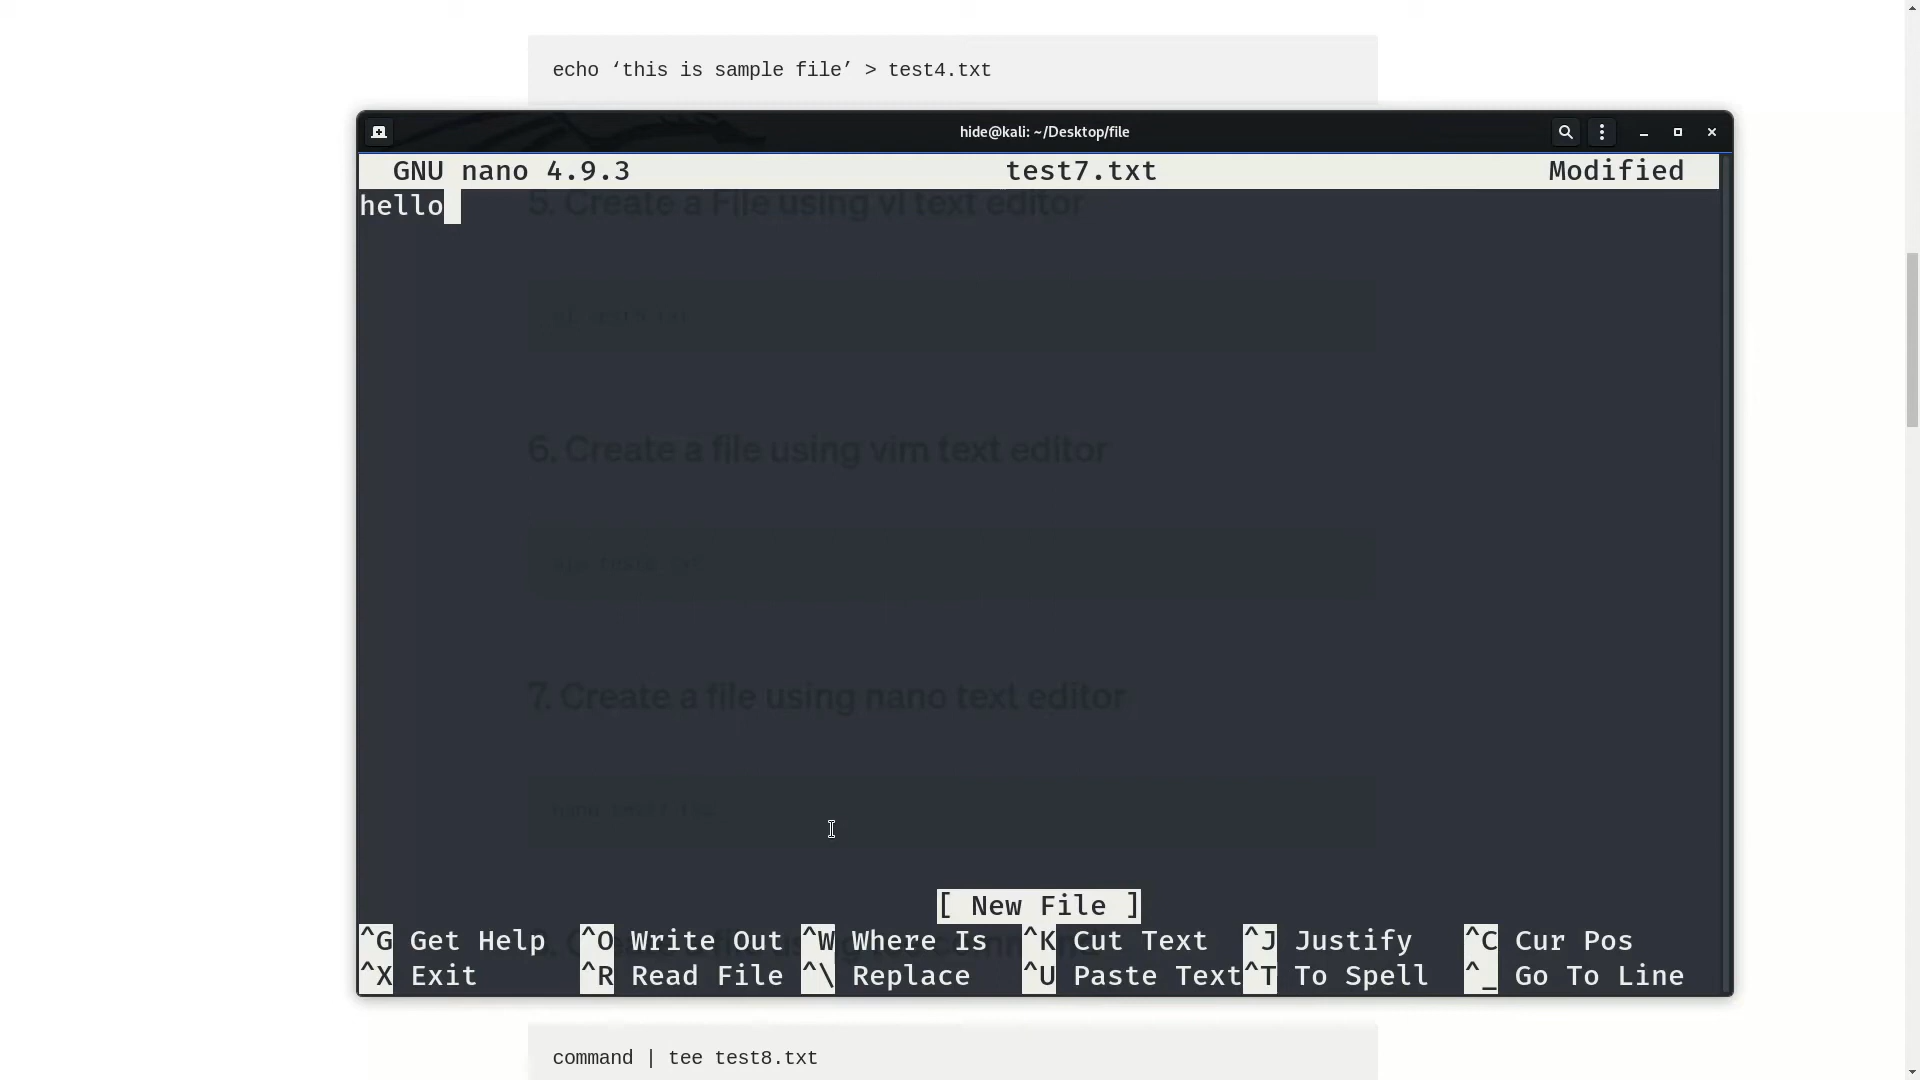 echo ‘this is sample file’ > test4.txt
hide@kali: ~/Desktop/file
GNU nano 4.9.3 test7.txt Modified
hello
5. Create a File using vi text editor
6. Create a file using vim text editor
7. Create a file using nano text editor
[ New File ]
^G Get Help ^O Write Out ^W Where Is ^K Cut Text ^J Justify ^C Cur Pos
^X Exit ^R Read File ^\ Replace ^U Paste Text ^T To Spell ^_ Go To Line
command | tee test8.txt